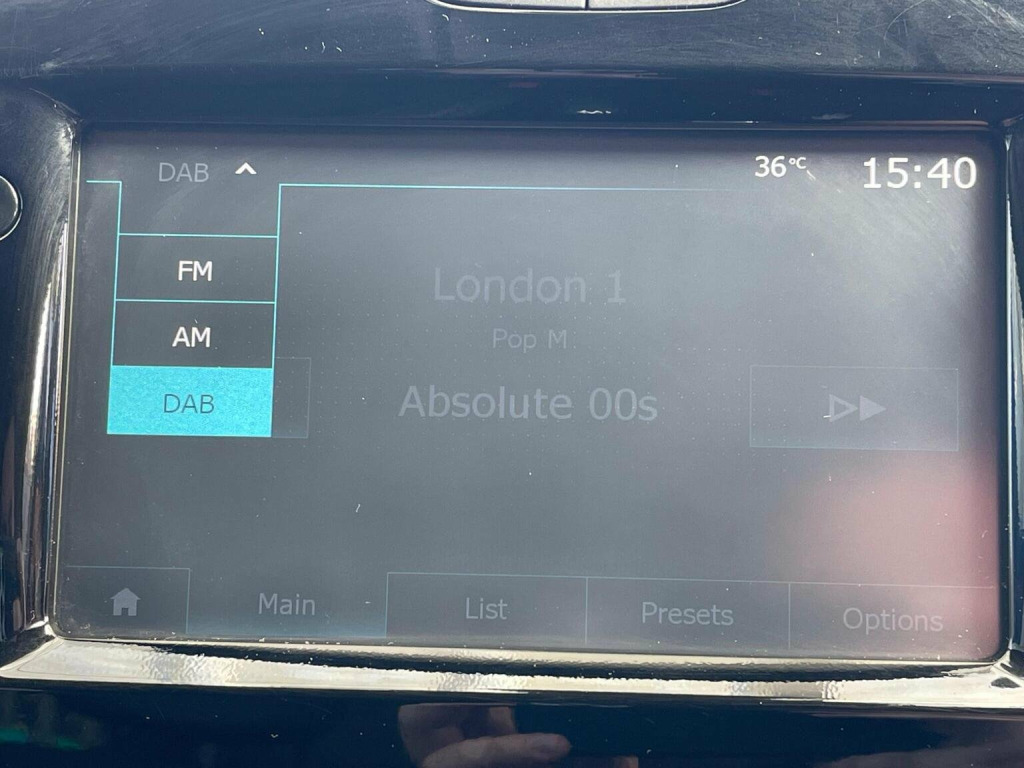 DAB
36°C 15:40
FM
London 1
AM
Pop M
DAB
Absolute 00s
Main
List
Presets
Options